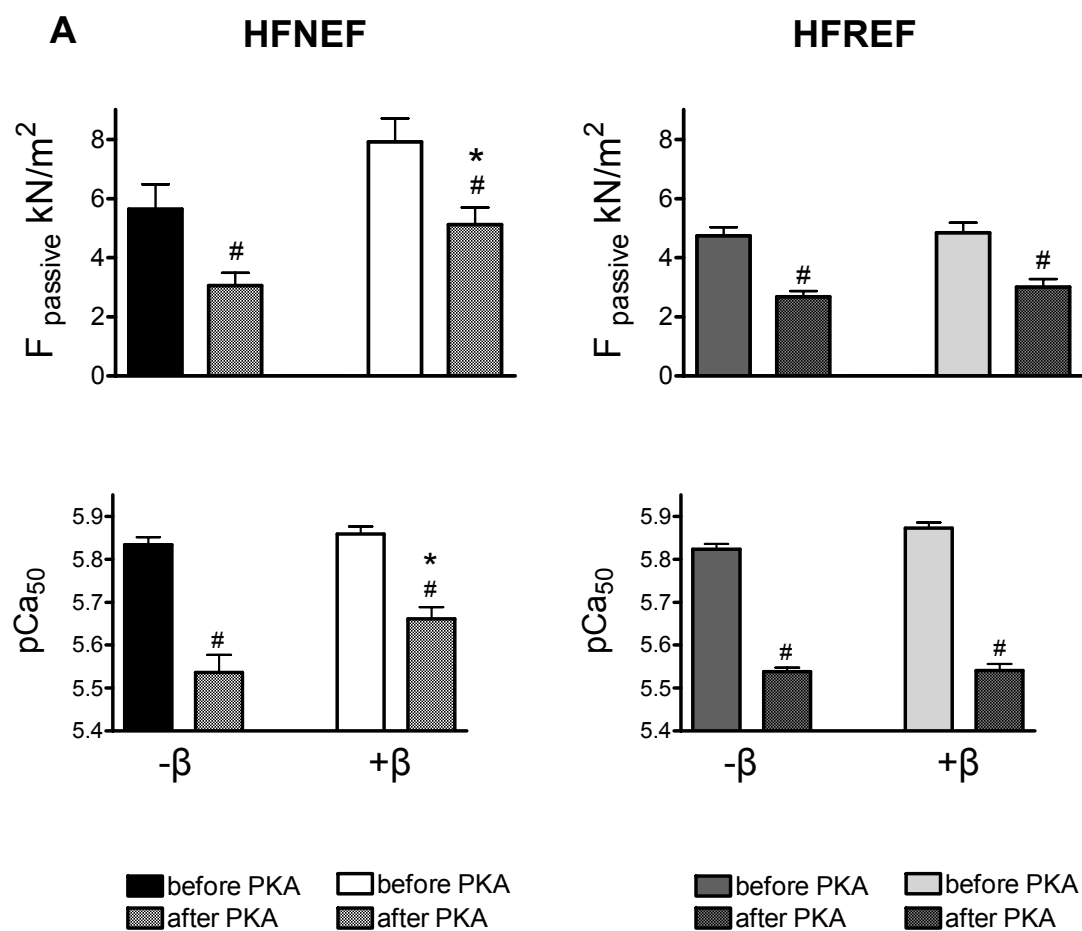 A
HFNEF
HFREF
F passive kN/m²
8
6
4
2
0
#
*
#
F passive kN/m²
8
6
4
2
0
#
#
pCa₅₀
5.9
5.8
5.7
5.6
5.5
5.4
#
*
#
-β
+β
pCa₅₀
5.9
5.8
5.7
5.6
5.5
5.4
#
#
-β
+β
before PKA
before PKA
after PKA
after PKA
before PKA
before PKA
after PKA
after PKA